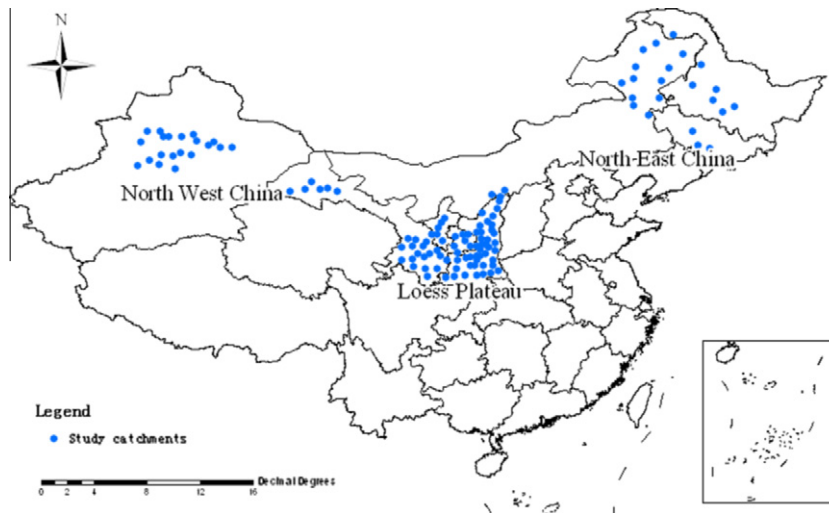 N
North West China
North-East China
Loess Plateau
Legend
Study catchments
0 2 4 8 12 16 Decimal Degrees